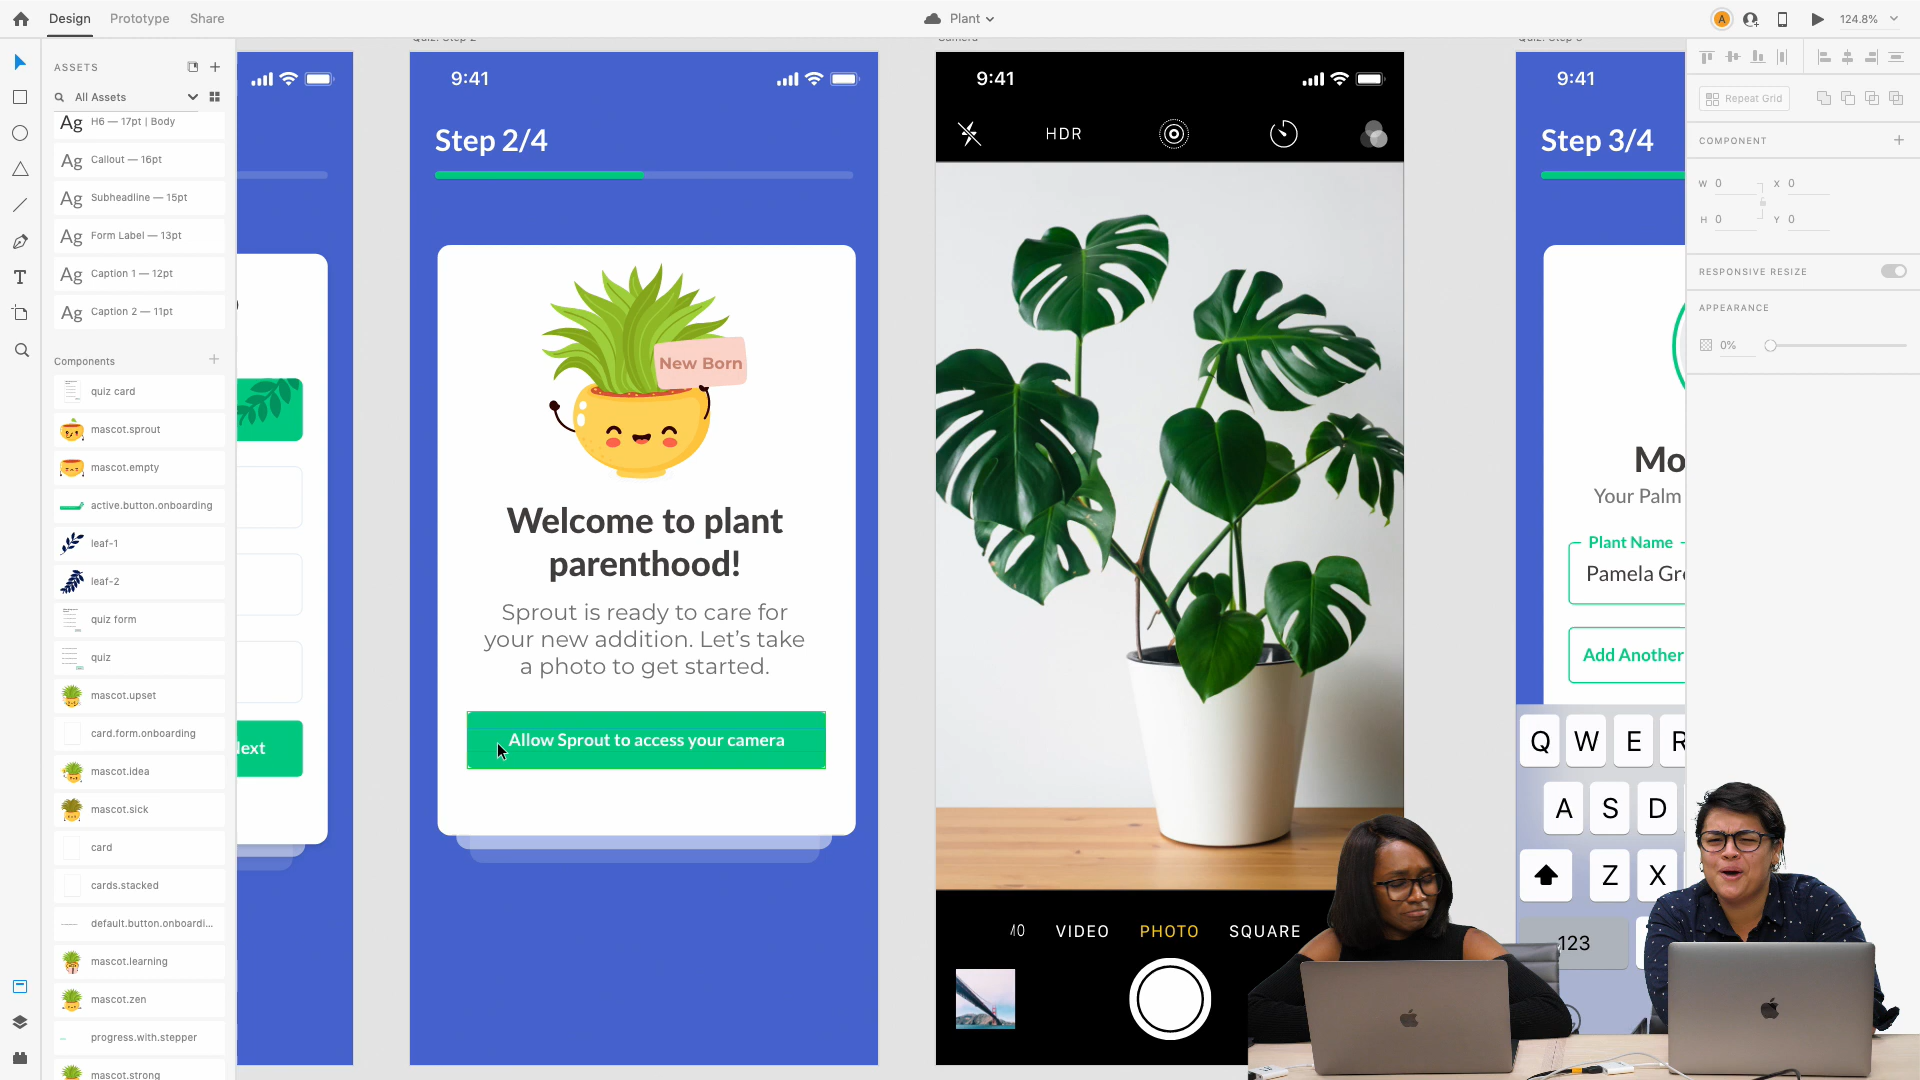 Design
Prototype
Share
Plant
A
124.8%
ASSETS
All Assets
Ag H6 — 17pt | Body
Ag Callout — 16pt
Ag Subheadline — 15pt
Ag Form Label — 13pt
Ag Caption 1 — 12pt
Ag Caption 2 — 11pt
Components
quiz card
mascot.sprout
mascot.empty
active.button.onboarding
leaf-1
leaf-2
quiz form
quiz
mascot.upset
card.form.onboarding
mascot.idea
mascot.sick
card
cards.stacked
default.button.onboardi...
mascot.learning
mascot.zen
progress.with.stepper
mascot.strong
9:41
Step 2/4
New Born
Welcome to plant
parenthood!
Sprout is ready to care for
your new addition. Let’s take
a photo to get started.
Allow Sprout to access your camera
9:41
HDR
VIDEO
PHOTO
SQUARE
9:41
Step 3/4
Mo
Your Palm
Plant Name
Pamela Gr
Add Another
Q W E R
A S D
Z X
123
Repeat Grid
COMPONENT
W 0
X 0
H 0
Y 0
RESPONSIVE RESIZE
APPEARANCE
0%